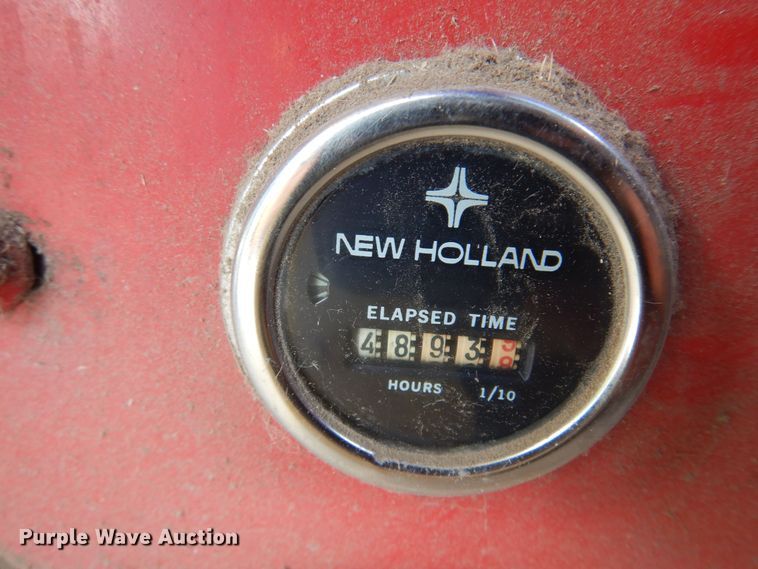 NEW HOLLAND
ELAPSED TIME
4893
HOURS 1/10
Purple Wave Auction